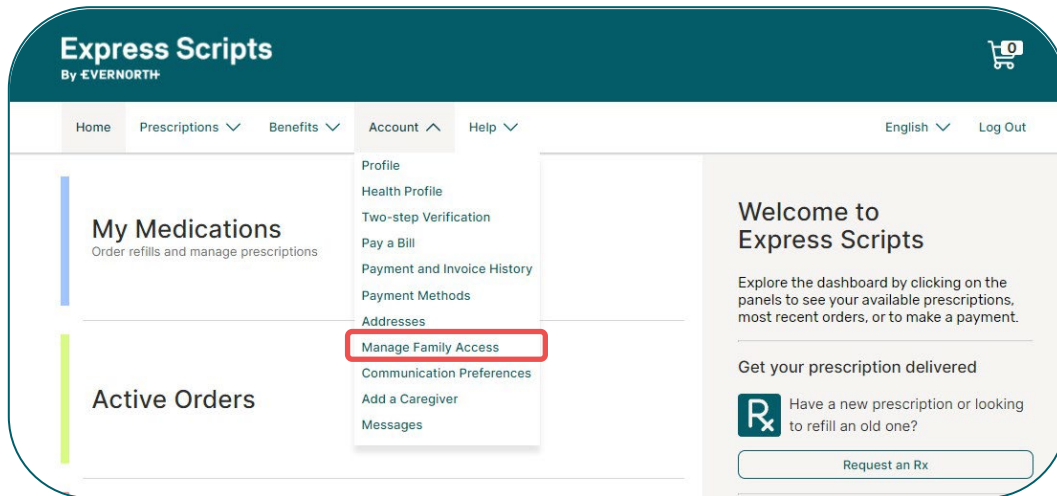 Express Scripts
By EVERNORTH
0
Home
Prescriptions
Benefits
Account
Help
English
Log Out
Profile
Health Profile
Two-step Verification
Pay a Bill
Payment and Invoice History
Payment Methods
Addresses
Manage Family Access
Communication Preferences
Add a Caregiver
Messages
My Medications
Order refills and manage prescriptions
Active Orders
Welcome to
Express Scripts
Explore the dashboard by clicking on the
panels to see your available prescriptions,
most recent orders, or to make a payment.
Get your prescription delivered
Rx
Have a new prescription or looking
to refill an old one?
Request an Rx